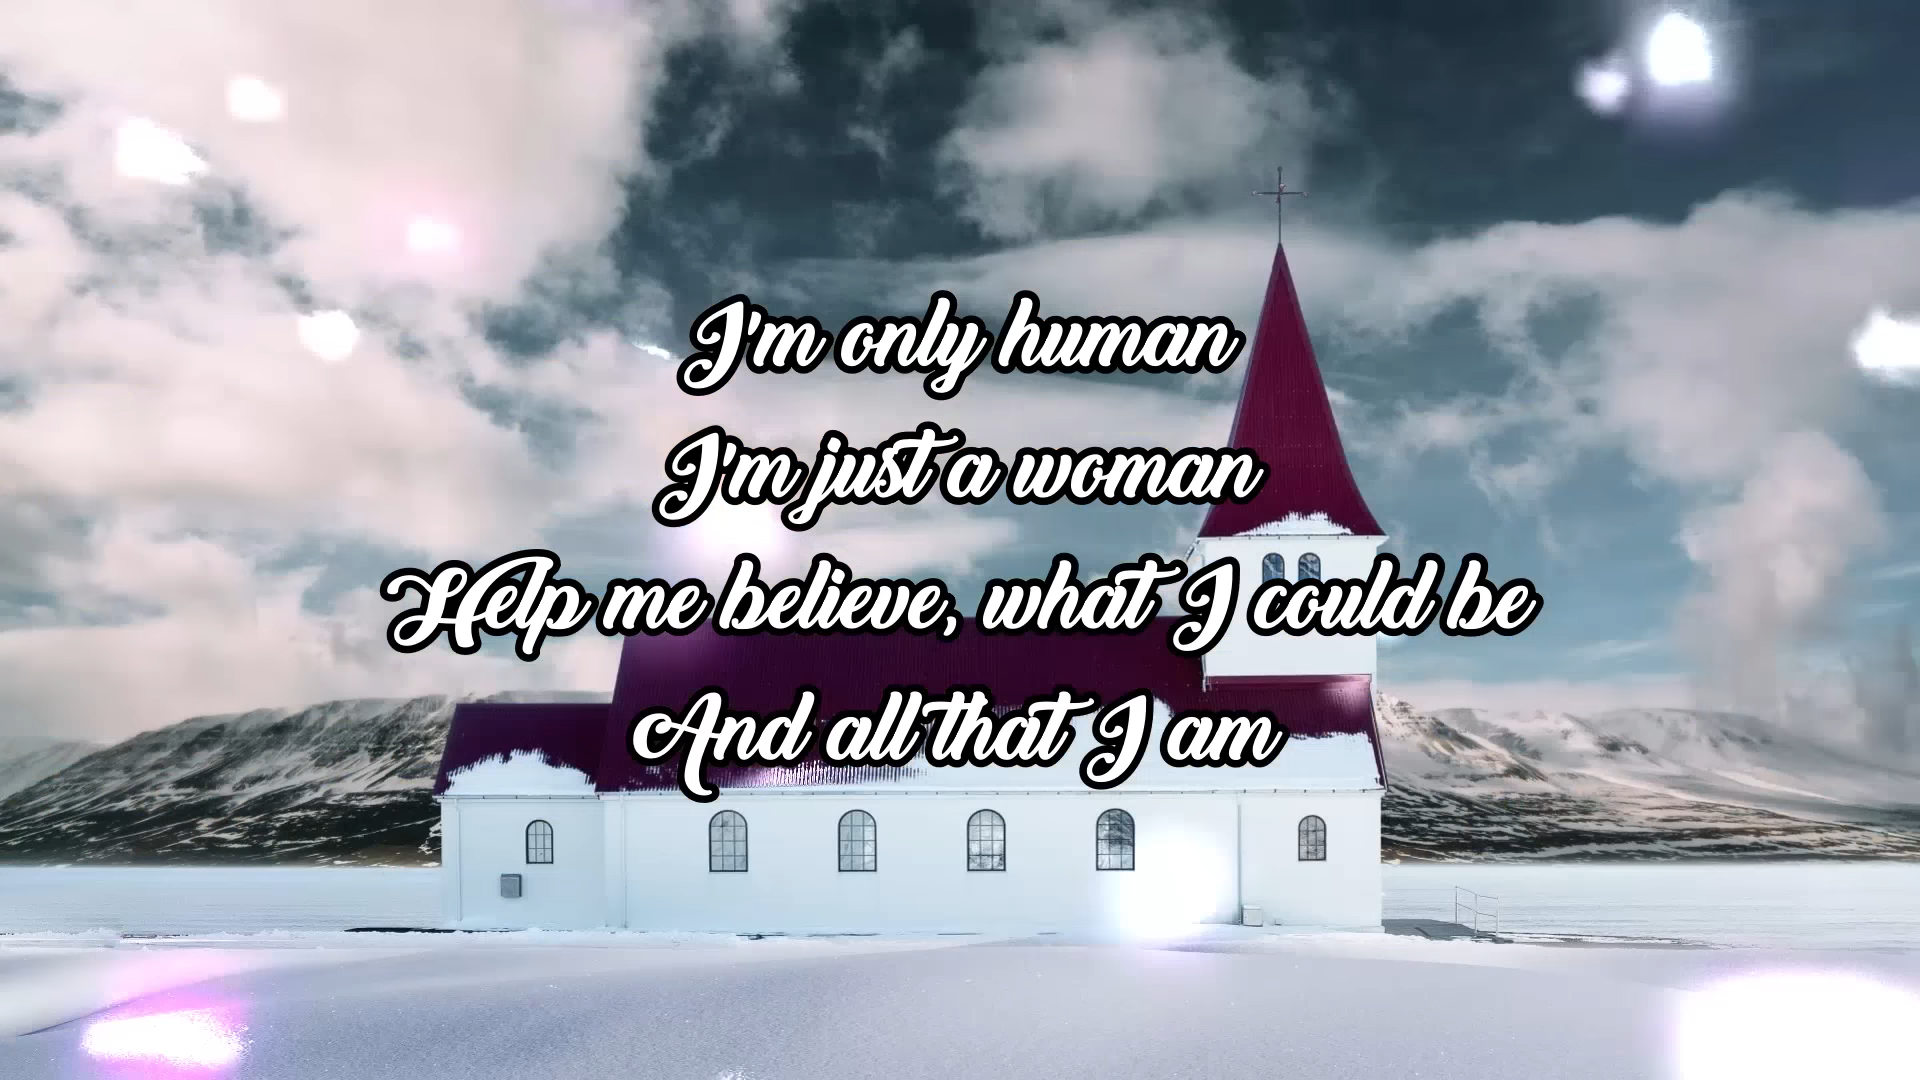 I'm only human
I'm just a woman
Help me believe, what I could be
And all that I am